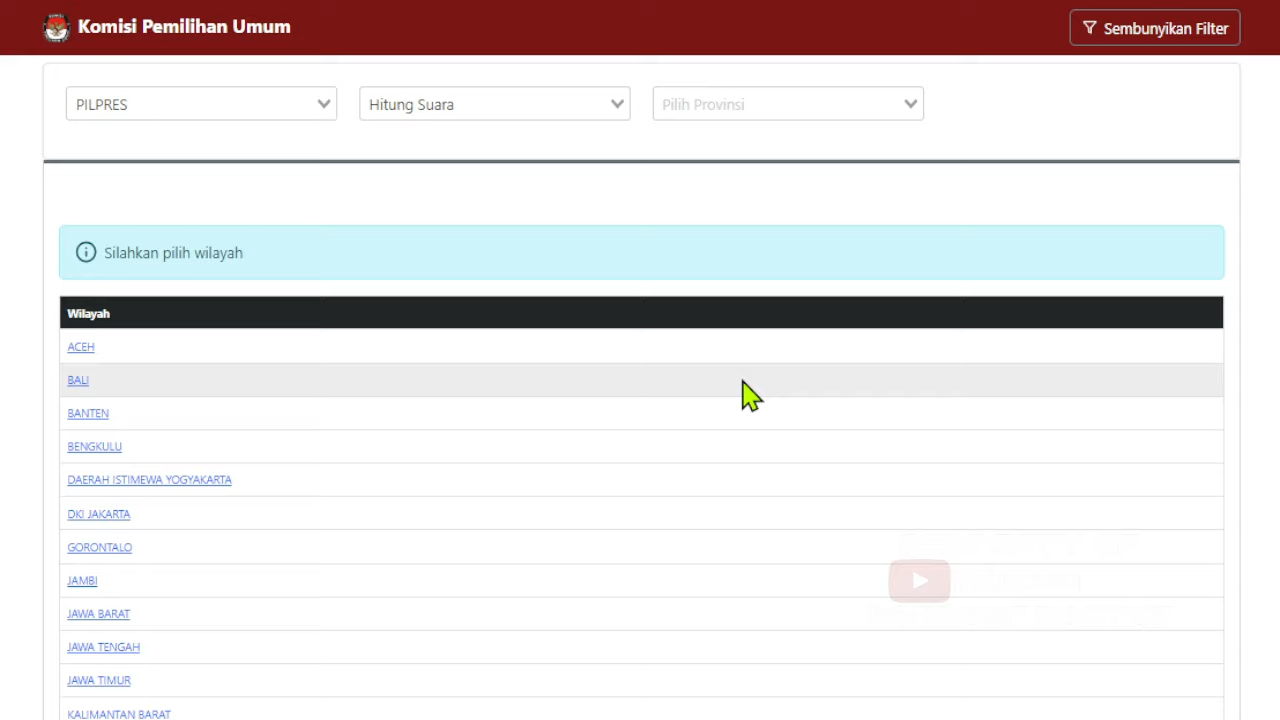 Komisi Pemilihan Umum
Sembunyikan Filter
PILPRES
Hitung Suara
Pilih Provinsi
Silahkan pilih wilayah
Wilayah
ACEH
BALI
BANTEN
BENGKULU
DAERAH ISTIMEWA YOGYAKARTA
DKI JAKARTA
GORONTALO
JAMBI
JAWA BARAT
JAWA TENGAH
JAWA TIMUR
KALIMANTAN BARAT